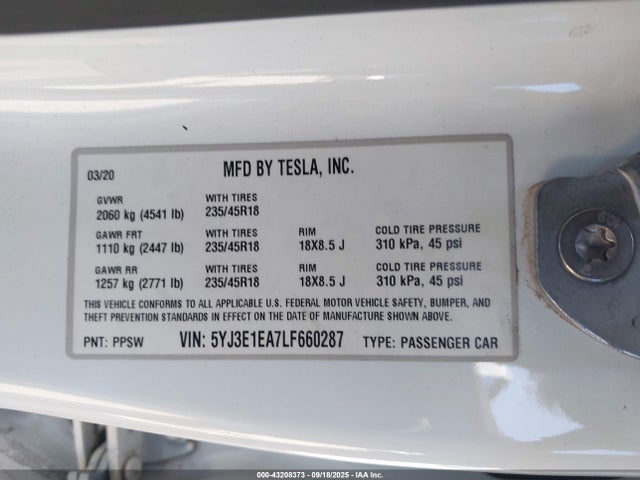 03/20 MFD BY TESLA, INC.
GVWR WITH TIRES
2060 kg (4541 lb) 235/45R18
GAWR FRT WITH TIRES RIM COLD TIRE PRESSURE
1110 kg (2447 lb) 235/45R18 18X8.5 J 310 kPa, 45 psi
GAWR RR WITH TIRES RIM COLD TIRE PRESSURE
1257 kg (2771 lb) 235/45R18 18X8.5 J 310 kPa, 45 psi
THIS VEHICLE CONFORMS TO ALL APPLICABLE U.S. FEDERAL MOTOR VEHICLE SAFETY, BUMPER, AND
THEFT PREVENTION STANDARDS IN EFFECT ON THE DATE OF MANUFACTURE SHOWN ABOVE.
PNT: PPSW VIN: 5YJ3E1EA7LF660287 TYPE: PASSENGER CAR
000-43208373 - 09/18/2025 - IAA Inc.